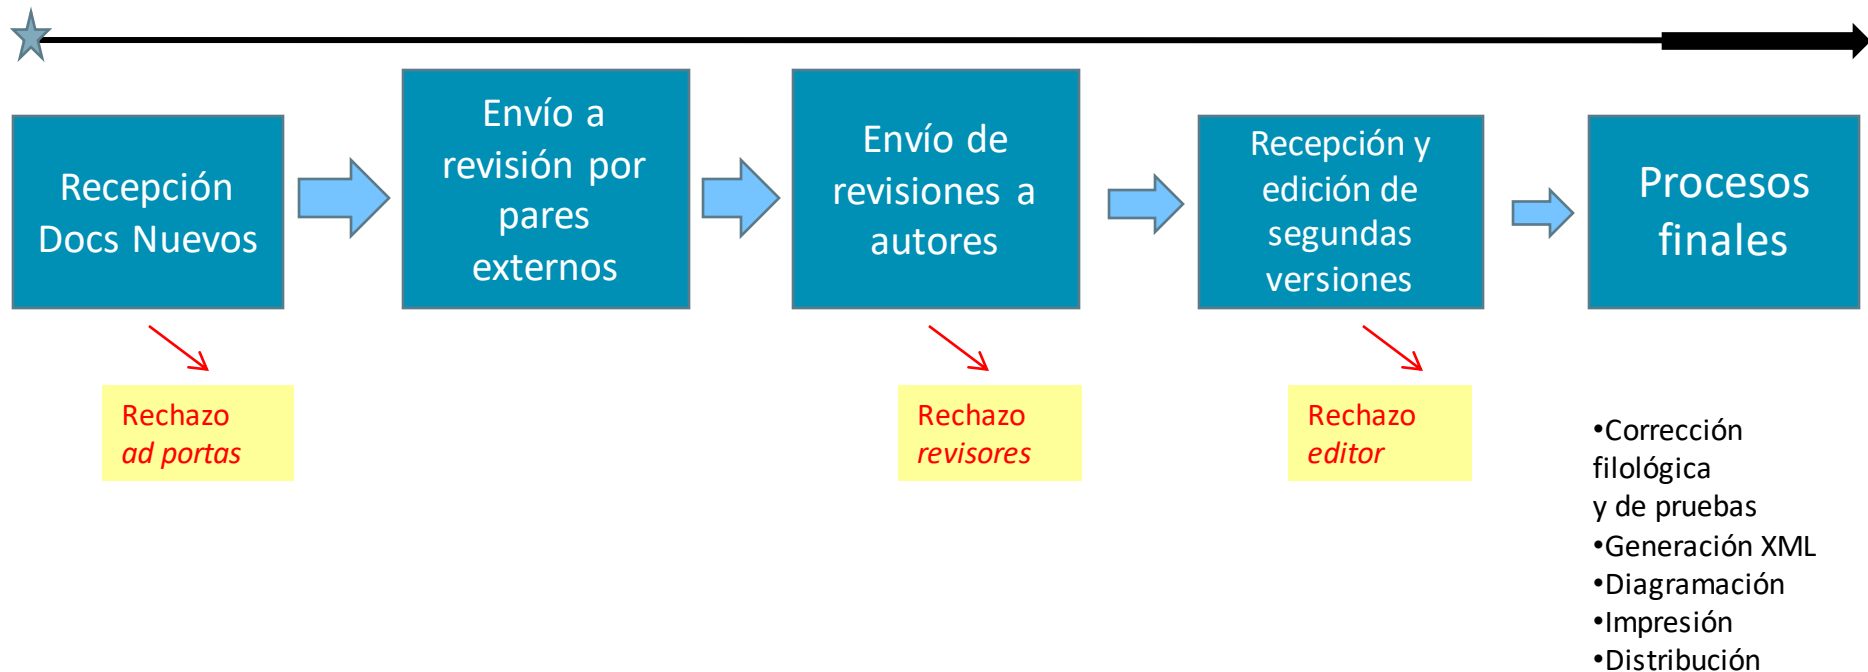 Recepción
Docs Nuevos
Envío a
revisión por
pares
externos
Envío de
revisiones a
autores
Recepción y
edición de
segundas
versiones
Procesos
finales
Rechazo
ad portas
Rechazo
revisores
Rechazo
editor
•Corrección
filológica
y de pruebas
•Generación XML
•Diagramación
•Impresión
•Distribución